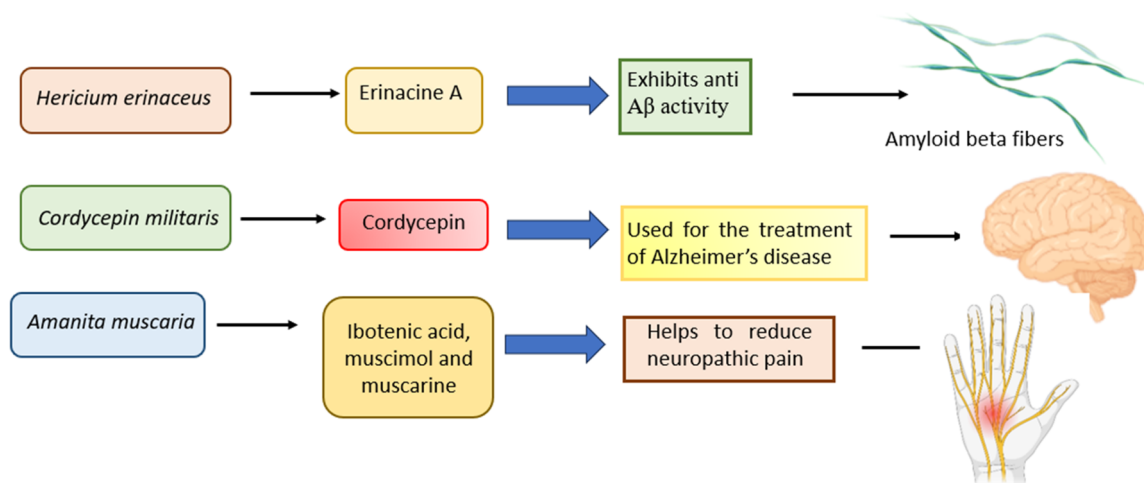 Hericium erinaceus
Erinacine A
Exhibits anti
Aβ activity
Amyloid beta fibers
Cordycepin militaris
Cordycepin
Used for the treatment
of Alzheimer’s disease
Amanita muscaria
Ibotenic acid,
muscimol and
muscarine
Helps to reduce
neuropathic pain